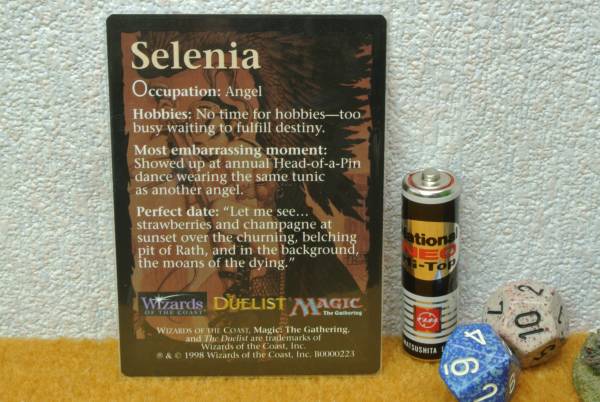 Selenia
Occupation: Angel
Hobbies: No time for hobbies—too
busy waiting to fulfill destiny.
Most embarrassing moment:
Showed up at annual Head-of-a-Pin
dance wearing the same tunic
as another angel.
Perfect date: “Let me see…
strawberries and champagne at
sunset over the churning, belching
pit of Rath, and in the background,
the moans of the dying.”
Wizards OF THE COAST
THE DUELIST
MAGIC The Gathering
WIZARDS OF THE COAST, Magic: The Gathering,
and The Duelist are trademarks of
Wizards of the Coast, Inc.
® & © 1998 Wizards of the Coast, Inc. B0000223
National
NEO
Hi-Top
MATSUSHITA
4
6
2
10